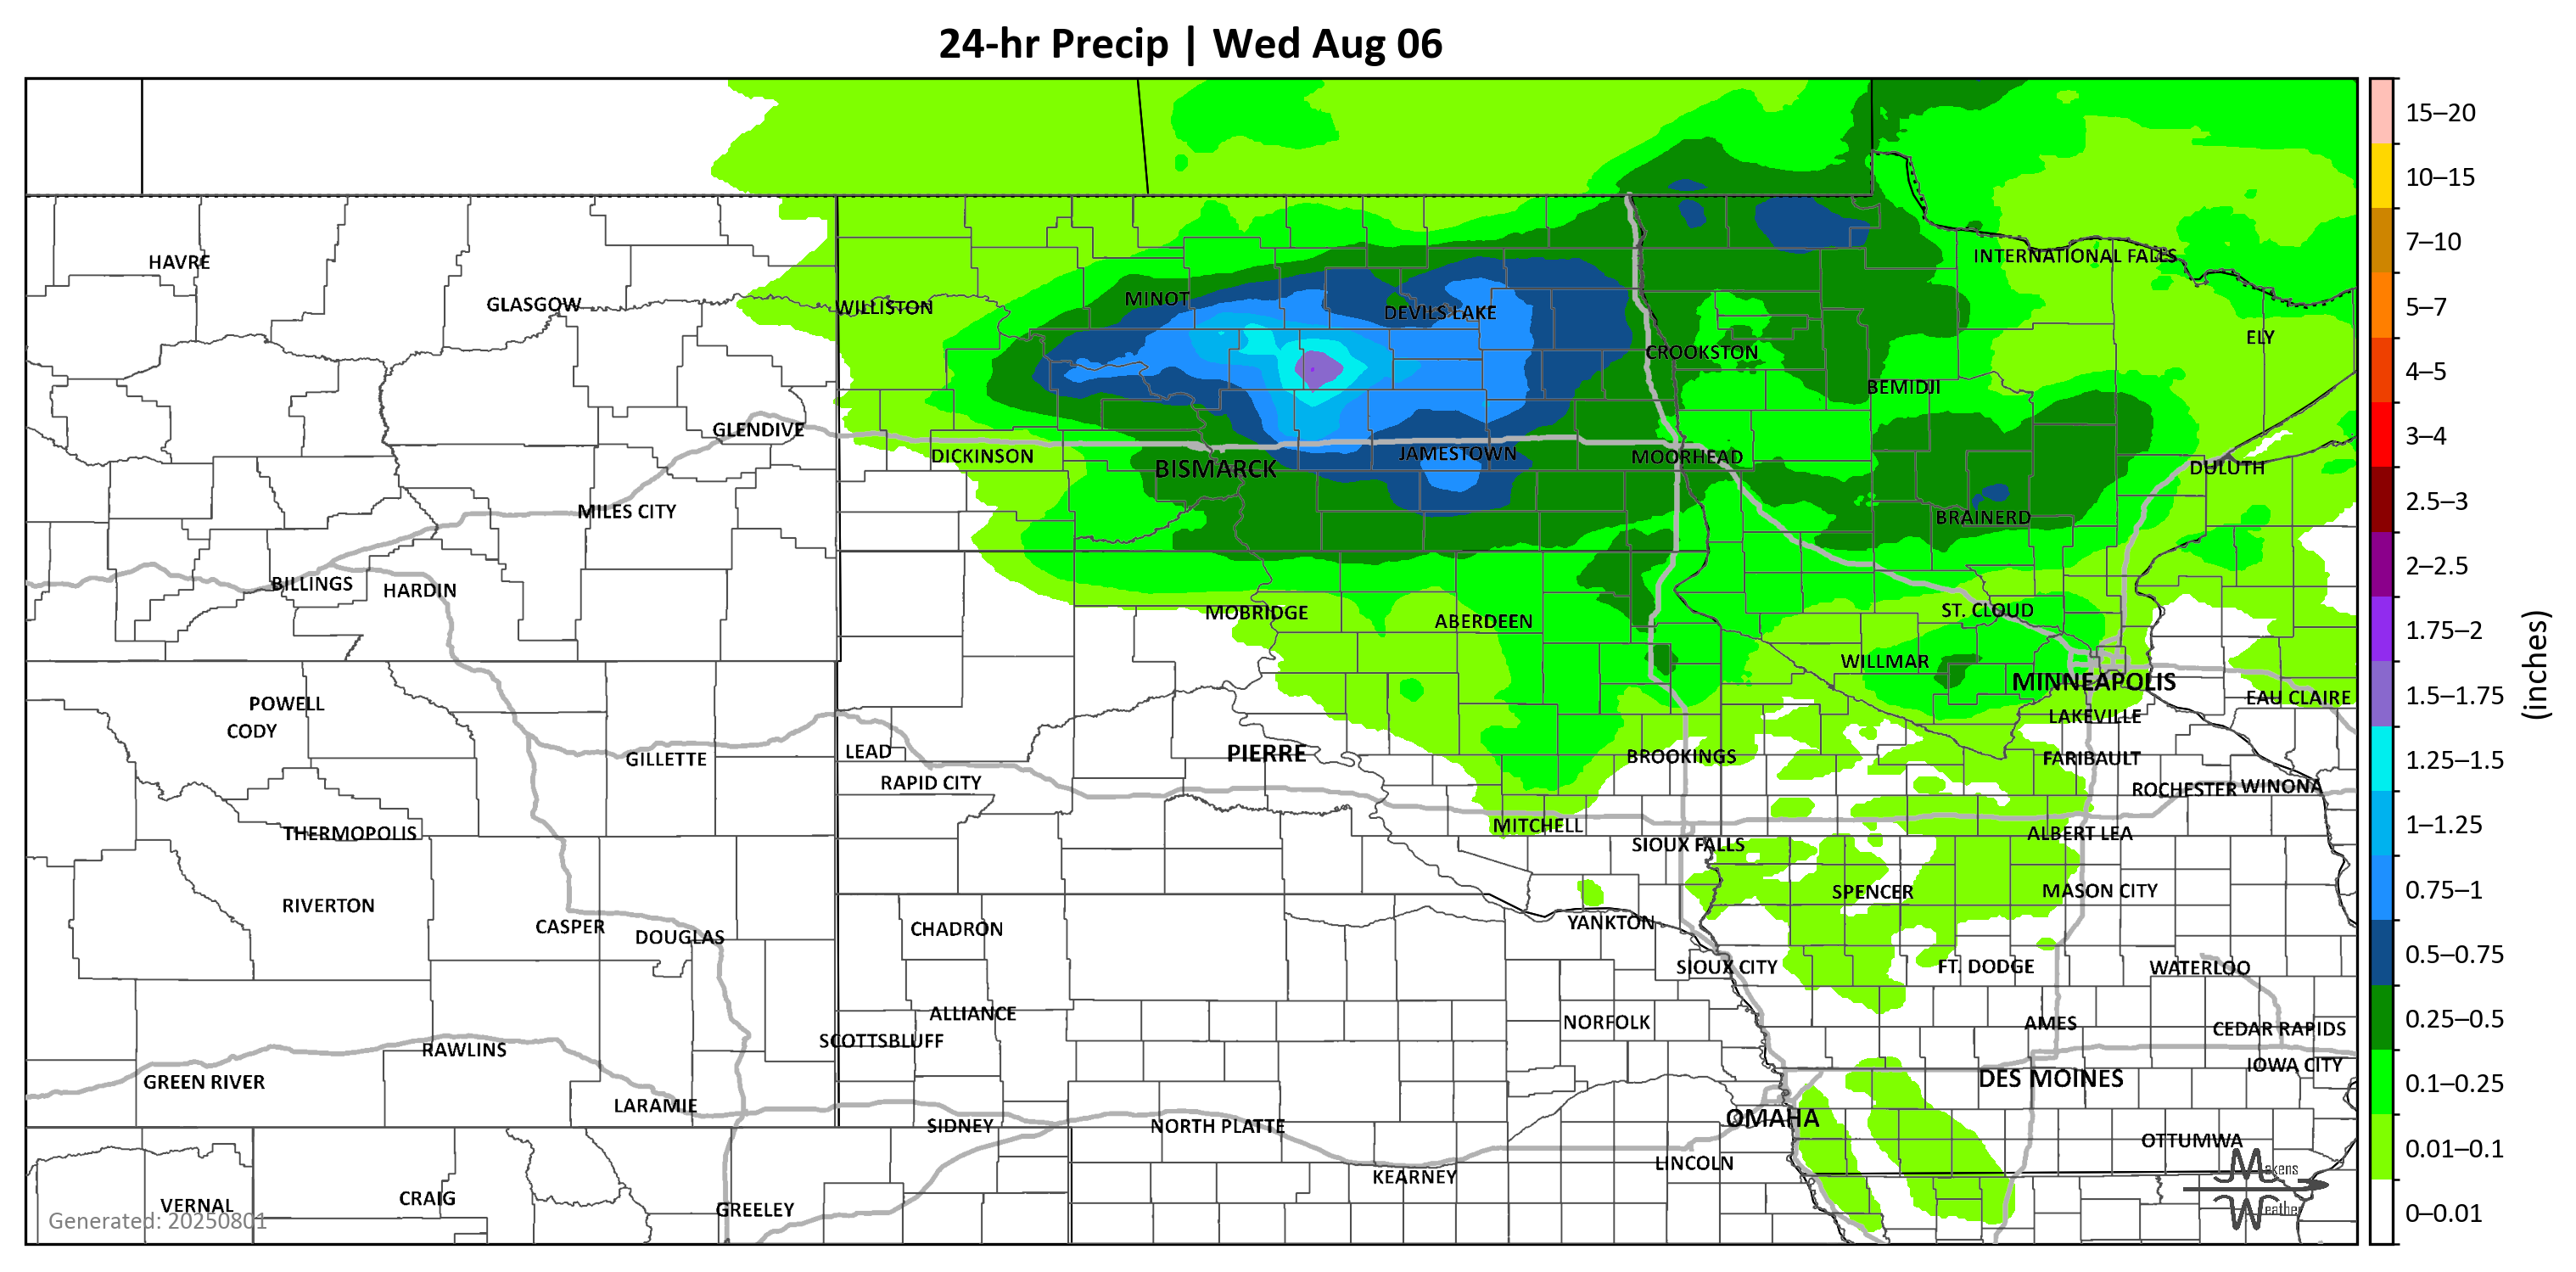 24-hr Precip | Wed Aug 06
15–20
10–15
7–10
5–7
4–5
3–4
2.5–3
2–2.5
1.75–2
1.5–1.75
1.25–1.5
1–1.25
0.75–1
0.5–0.75
0.25–0.5
0.1–0.25
0.01–0.1
0–0.01
(inches)
HAVRE
INTERNATIONAL FALLS
GLASGOW
WILLISTON
MINOT
DEVILS LAKE
ELY
CROOKSTON
BEMIDJI
GLENDIVE
DICKINSON
BISMARCK
JAMESTOWN
MOORHEAD
DULUTH
MILES CITY
BRAINERD
BILLINGS
HARDIN
MOBRIDGE
ABERDEEN
ST. CLOUD
WILLMAR
MINNEAPOLIS
EAU CLAIRE
POWELL
CODY
LAKEVILLE
GILLETTE
LEAD
PIERRE
BROOKINGS
FARIBAULT
RAPID CITY
ROCHESTER
WINONA
THERMOPOLIS
MITCHELL
SIOUX FALLS
ALBERT LEA
RIVERTON
SPENCER
MASON CITY
CASPER
DOUGLAS
CHADRON
YANKTON
SIOUX CITY
FT. DODGE
WATERLOO
ALLIANCE
NORFOLK
AMES
CEDAR RAPIDS
SCOTTSBLUFF
RAWLINS
IOWA CITY
GREEN RIVER
DES MOINES
LARAMIE
OMAHA
SIDNEY
NORTH PLATTE
OTTUMWA
LINCOLN
KEARNEY
VERNAL
CRAIG
GREELEY
Makens
Weather
Generated: 20250801